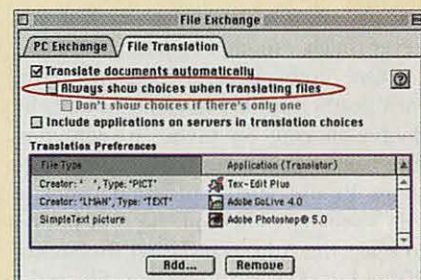 File Exchange
PC Exchange File Translation
Translate documents automatically
Always show choices when translating files
Don't show choices if there's only one
Include applications on servers in translation choices
Translation Preferences
File Type Application (Translator)
Creator: ' ', Type: 'PICT' Tex-Edit Plus
Creator: 'LMAN', Type: 'TEXT' Adobe GoLive 4.0
SimpleText picture Adobe Photoshop® 5.0
Add... Remove